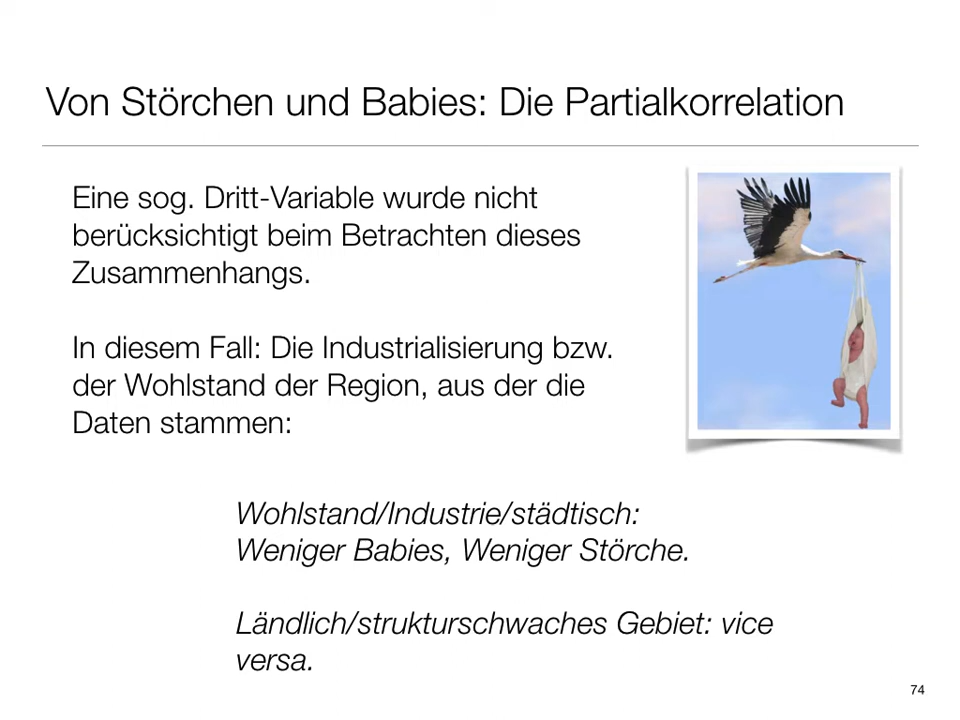 Von Störchen und Babies: Die Partialkorrelation
Eine sog. Dritt-Variable wurde nicht
berücksichtigt beim Betrachten dieses
Zusammenhangs.
In diesem Fall: Die Industrialisierung bzw.
der Wohlstand der Region, aus der die
Daten stammen:
Wohlstand/Industrie/städtisch:
Weniger Babies, Weniger Störche.
Ländlich/strukturschwaches Gebiet: vice
versa.
74